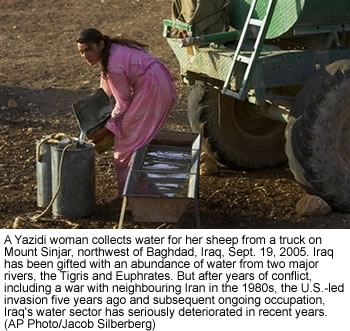 A Yazidi woman collects water for her sheep from a truck on
Mount Sinjar, northwest of Baghdad, Iraq, Sept. 19, 2005. Iraq
has been gifted with an abundance of water from two major
rivers, the Tigris and Euphrates. But after years of conflict,
including a war with neighbouring Iran in the 1980s, the U.S.-led
invasion five years ago and subsequent ongoing occupation,
Iraq's water sector has seriously deteriorated in recent years.
(AP Photo/Jacob Silberberg)